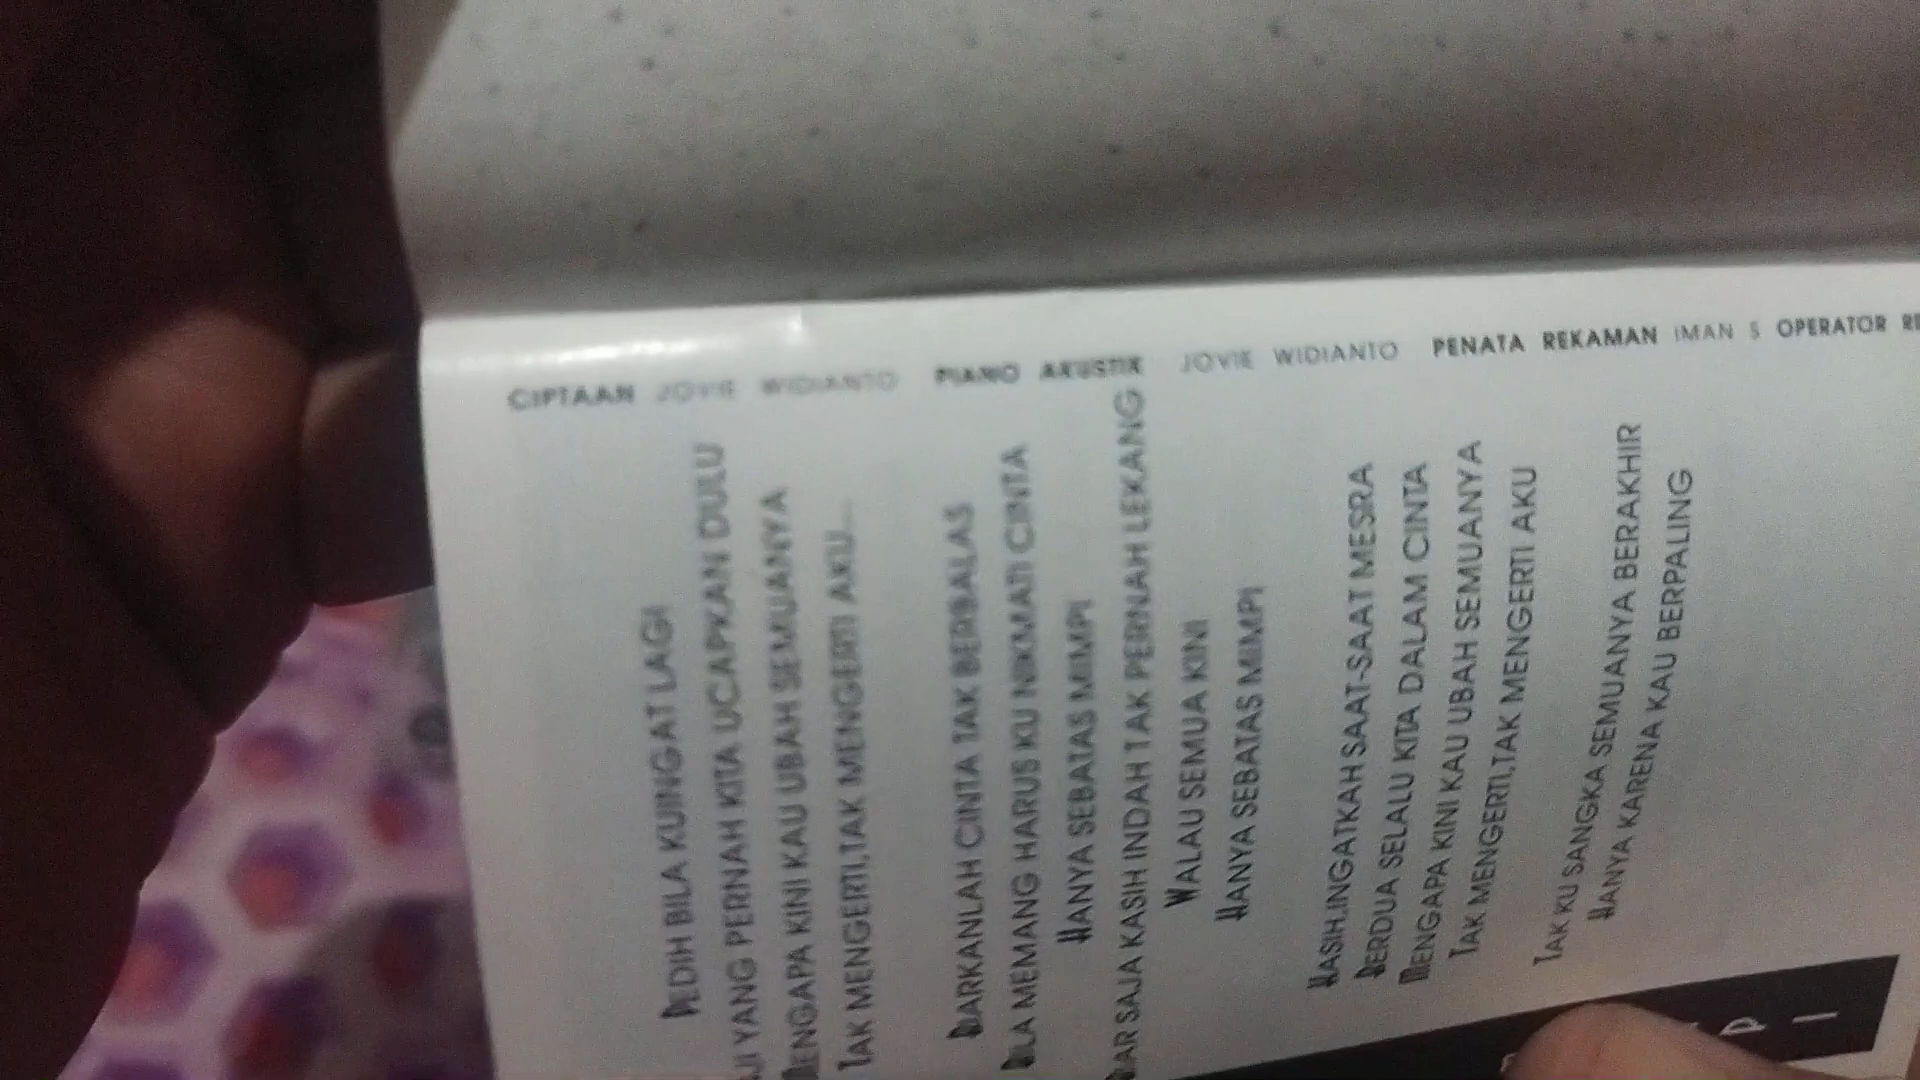 CIPTAAN JOVIE WIDIANTO PIANO AKUSTIK JOVIE WIDIANTO PENATA REKAMAN IMAN S OPERATOR
PEDIH BILA KUINGAT LAGI
YANG PERNAH KITA UCAPKAN DULU
MENGAPA KINI KAU UBAH SEMUANYA
TAK MENGERTI,TAK MENGERTI AKU...
BIARKANLAH CINTA TAK BERBALAS
BILA MEMANG HARUS KU NIKMATI CINTA
HANYA SEBATAS MIMPI
SAJA KASIH INDAH TAK PERNAH LEKANG
WALAU SEMUA KINI
HANYA SEBATAS MIMPI
KASIH,INGATKAH SAAT-SAAT MESRA
BERDUA SELALU KITA DALAM CINTA
MENGAPA KINI KAU UBAH SEMUANYA
TAK MENGERTI,TAK MENGERTI AKU
TAK KU SANGKA SEMUANYA BERAKHIR
HANYA KARENA KAU BERPALING